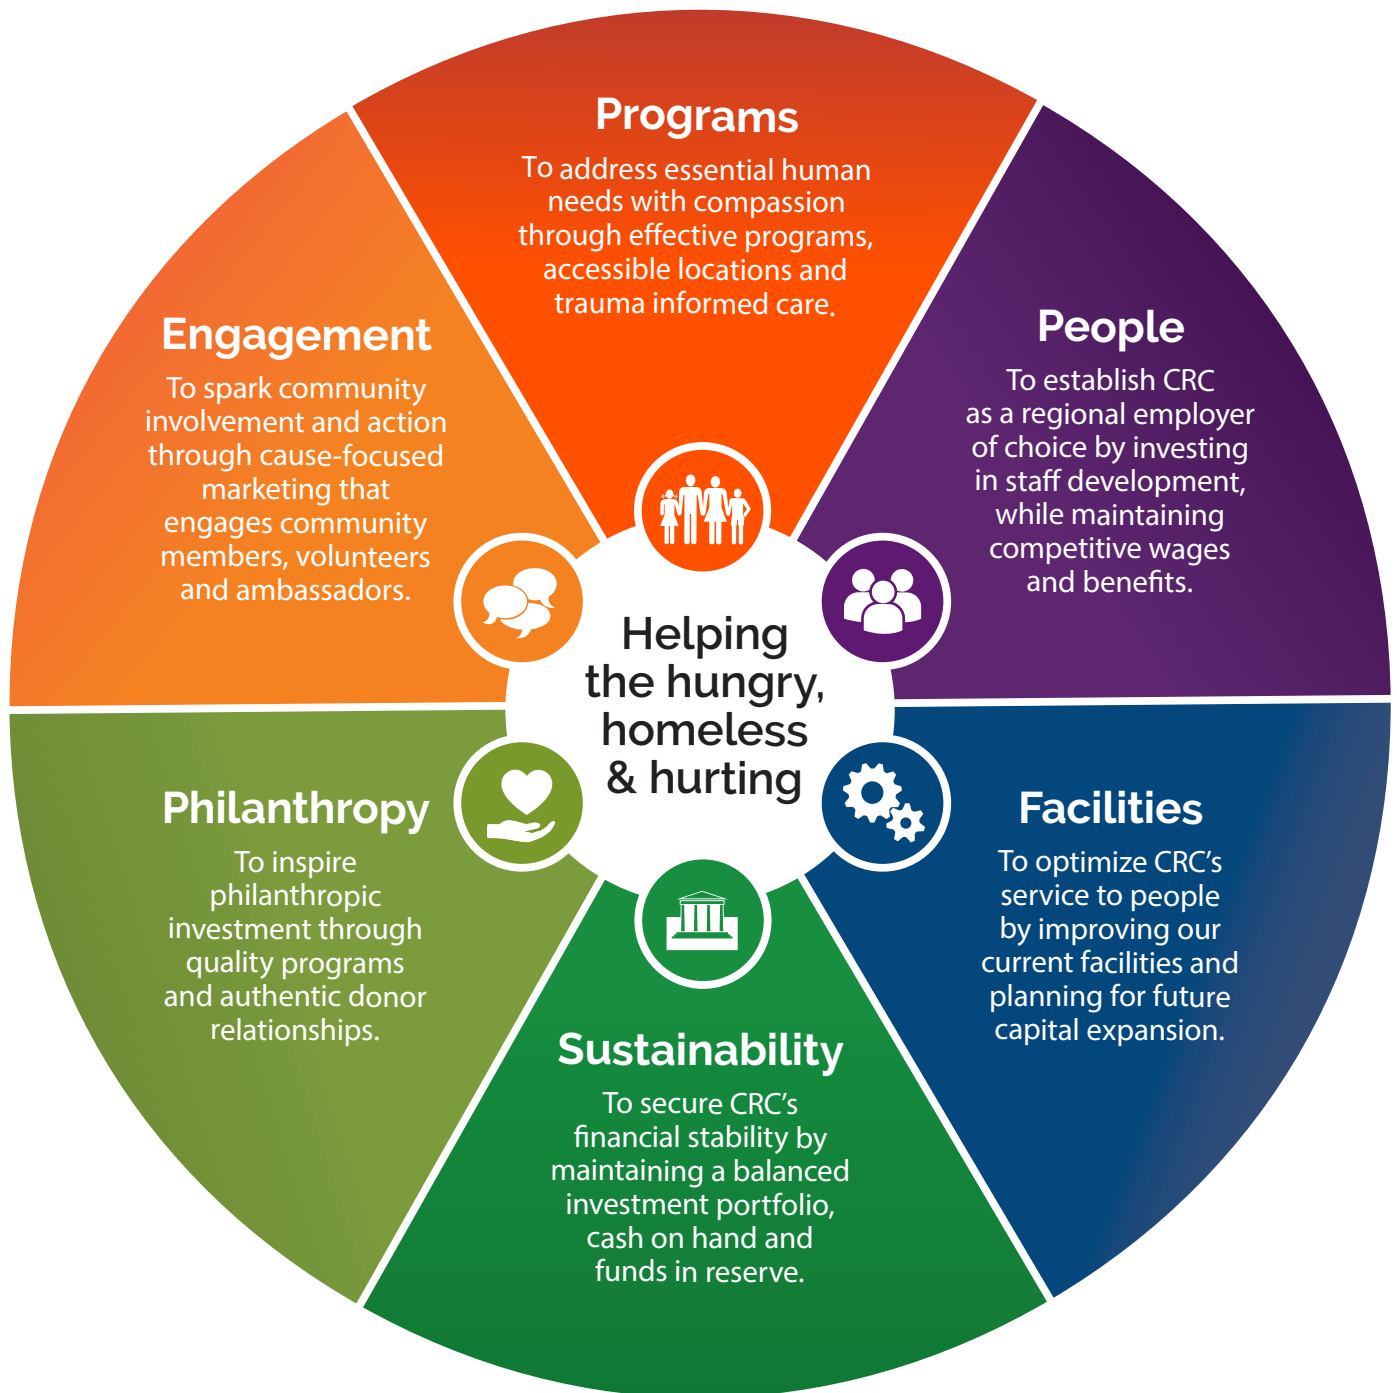 Programs
To address essential human
needs with compassion
through effective programs,
accessible locations and
trauma informed care.
People
To establish CRC
as a regional employer
of choice by investing
in staff development,
while maintaining
competitive wages
and benefits.
Facilities
To optimize CRC’s
service to people
by improving our
current facilities and
planning for future
capital expansion.
Sustainability
To secure CRC’s
financial stability by
maintaining a balanced
investment portfolio,
cash on hand and
funds in reserve.
Philanthropy
To inspire
philanthropic
investment through
quality programs
and authentic donor
relationships.
Engagement
To spark community
involvement and action
through cause-focused
marketing that
engages community
members, volunteers
and ambassadors.
Helping
the hungry,
homeless
& hurting